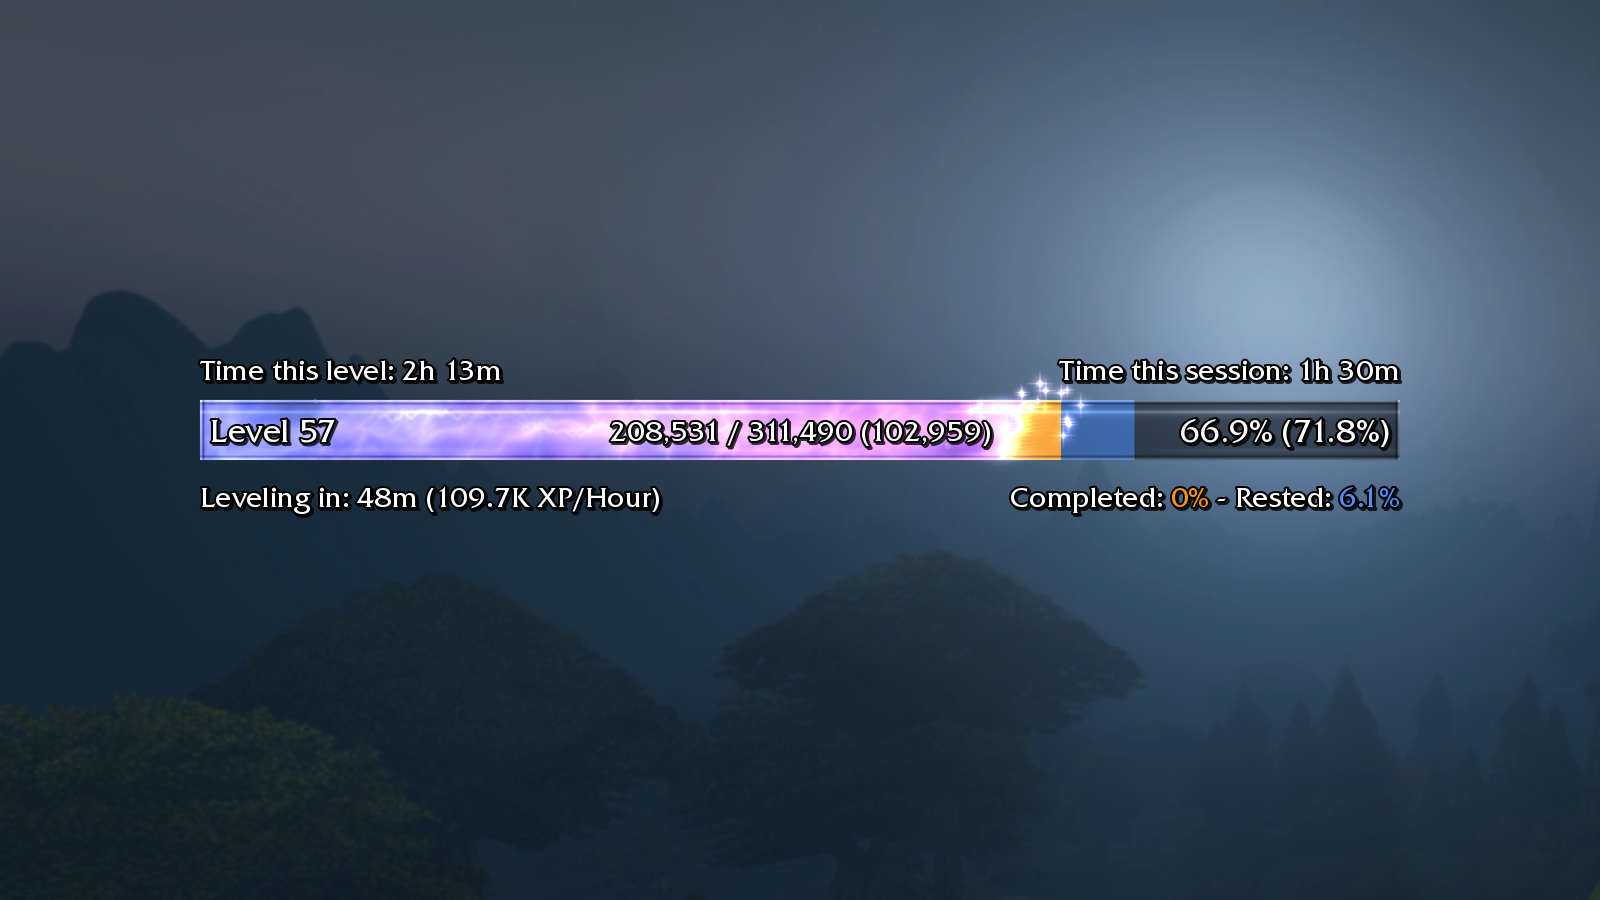 Time this level: 2h 13m
Time this session: 1h 30m
Level 57
208,531 / 311,490 (102,959)
66.9% (71.8%)
Leveling in: 48m (109.7K XP/Hour)
Completed: 0% - Rested: 6.1%